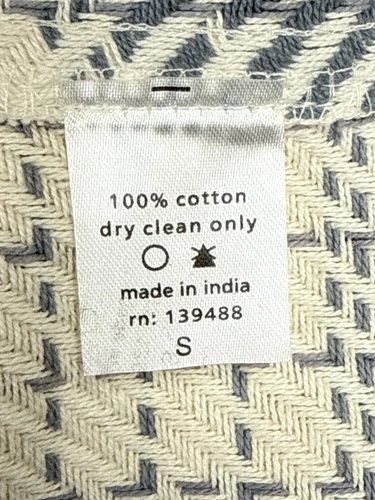 100% cotton
dry clean only
made in india
rn: 139488
S